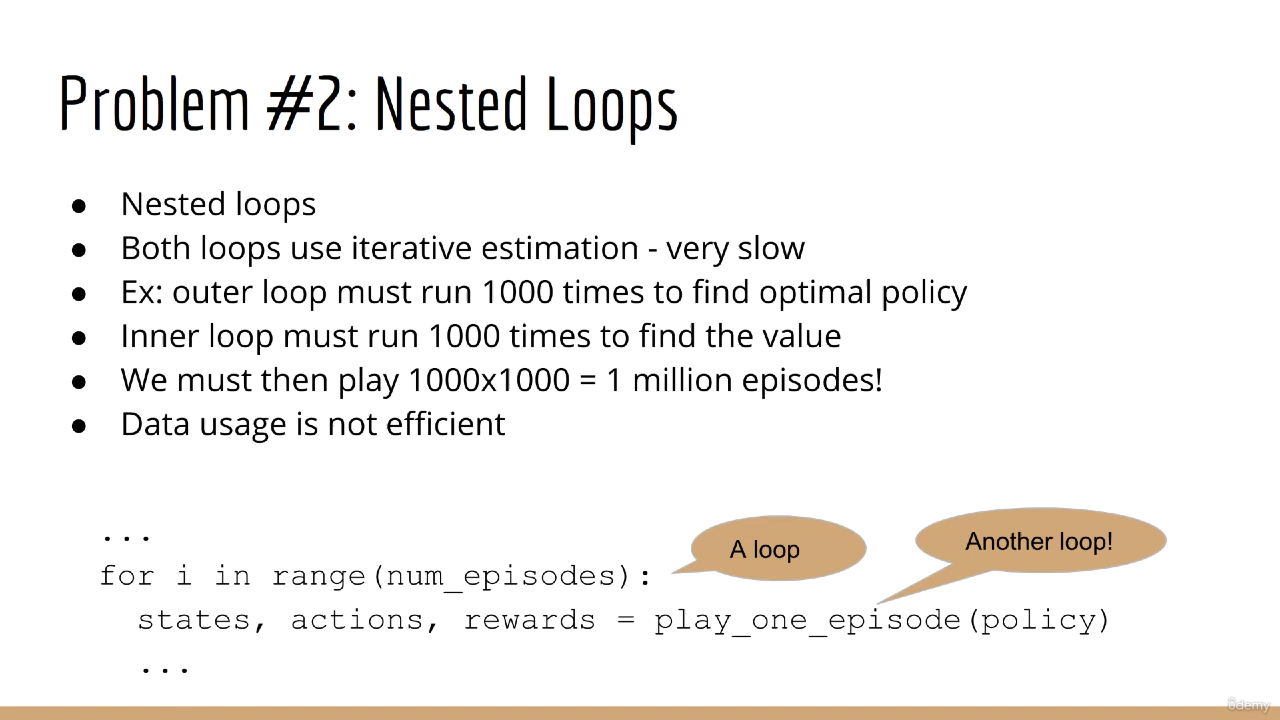 Problem #2: Nested Loops
● Nested loops
● Both loops use iterative estimation - very slow
● Ex: outer loop must run 1000 times to find optimal policy
● Inner loop must run 1000 times to find the value
● We must then play 1000x1000 = 1 million episodes!
● Data usage is not efficient
...
A loop
Another loop!
for i in range(num_episodes):
states, actions, rewards = play_one_episode(policy)
...
ûdemy